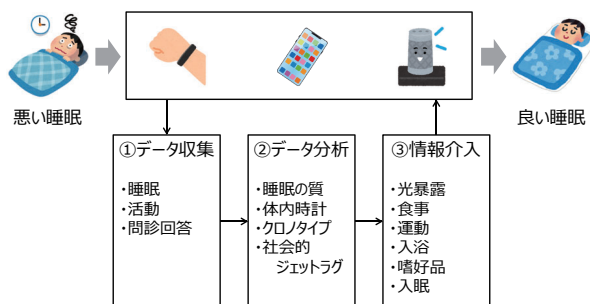 悪い睡眠
良い睡眠
①データ収集
・睡眠
・活動
・問診回答
②データ分析
・睡眠の質
・体内時計
・クロノタイプ
・社会的
ジェットラグ
③情報介入
・光暴露
・食事
・運動
・入浴
・嗜好品
・入眠